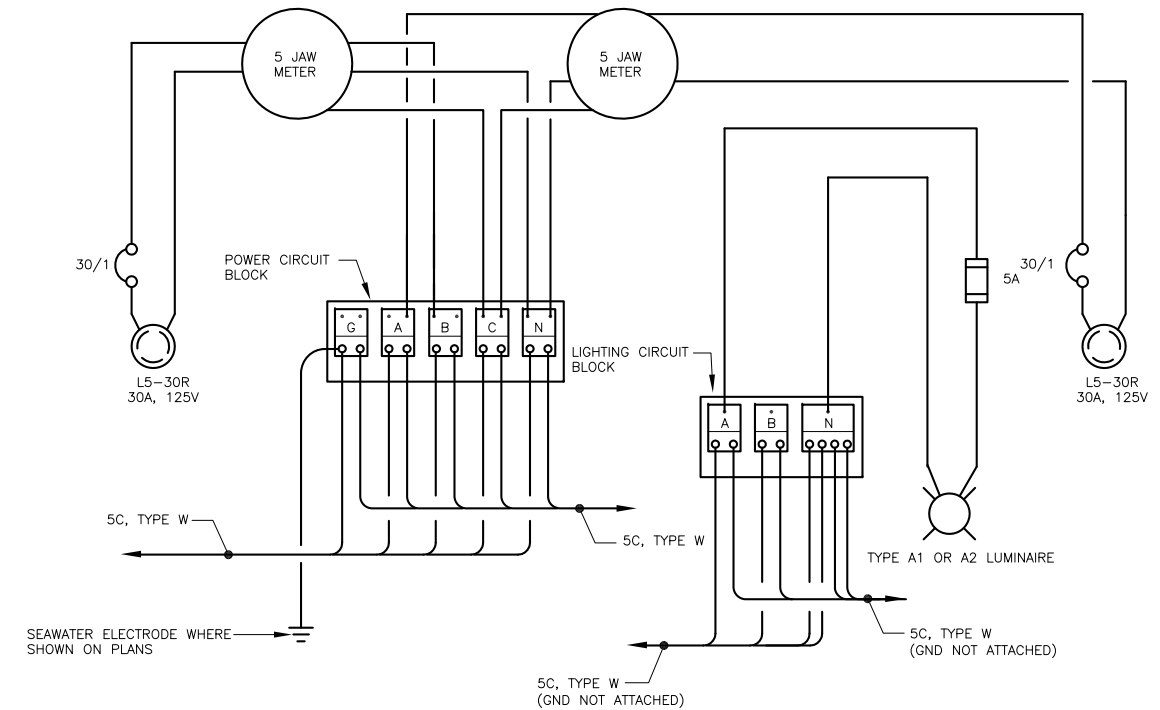 5 JAW
METER
5 JAW
METER
30/1
POWER CIRCUIT
BLOCK
5A
30/1
G
A
B
C
N
L5-30R
30A, 125V
LIGHTING CIRCUIT
BLOCK
L5-30R
30A, 125V
A
B
N
5C, TYPE W
5C, TYPE W
TYPE A1 OR A2 LUMINAIRE
SEAWATER ELECTRODE WHERE
SHOWN ON PLANS
5C, TYPE W
(GND NOT ATTACHED)
5C, TYPE W
(GND NOT ATTACHED)